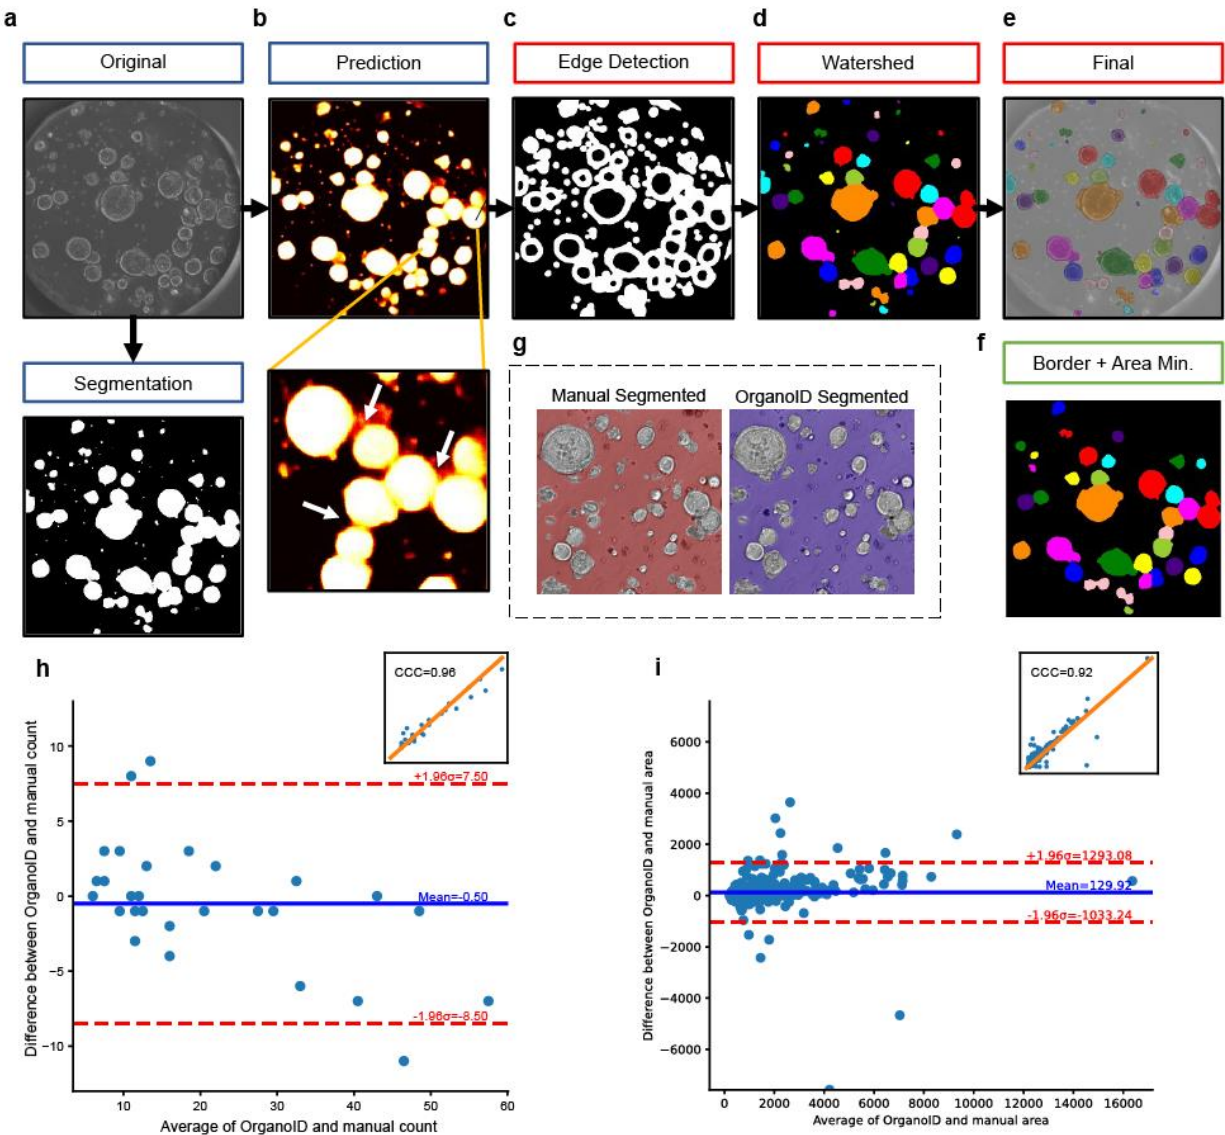 a
b
c
d
e
Original
Prediction
Edge Detection
Watershed
Final
g
f
Segmentation
Border + Area Min.
Manual Segmented
OrganoID Segmented
h
i
CCC=0.96
CCC=0.92
Difference between OrganoID and manual count
10
5
0
−5
−10
+1.96σ=7.50
Mean=-0.50
-1.96σ=-8.50
10
20
30
40
50
60
Average of OrganoID and manual count
Difference between OrganoID and manual area
6000
4000
2000
0
−2000
−4000
−6000
+1.96σ=1293.08
Mean=129.92
-1.96σ=-1033.24
0
2000
4000
6000
8000
10000
12000
14000
16000
Average of OrganoID and manual area